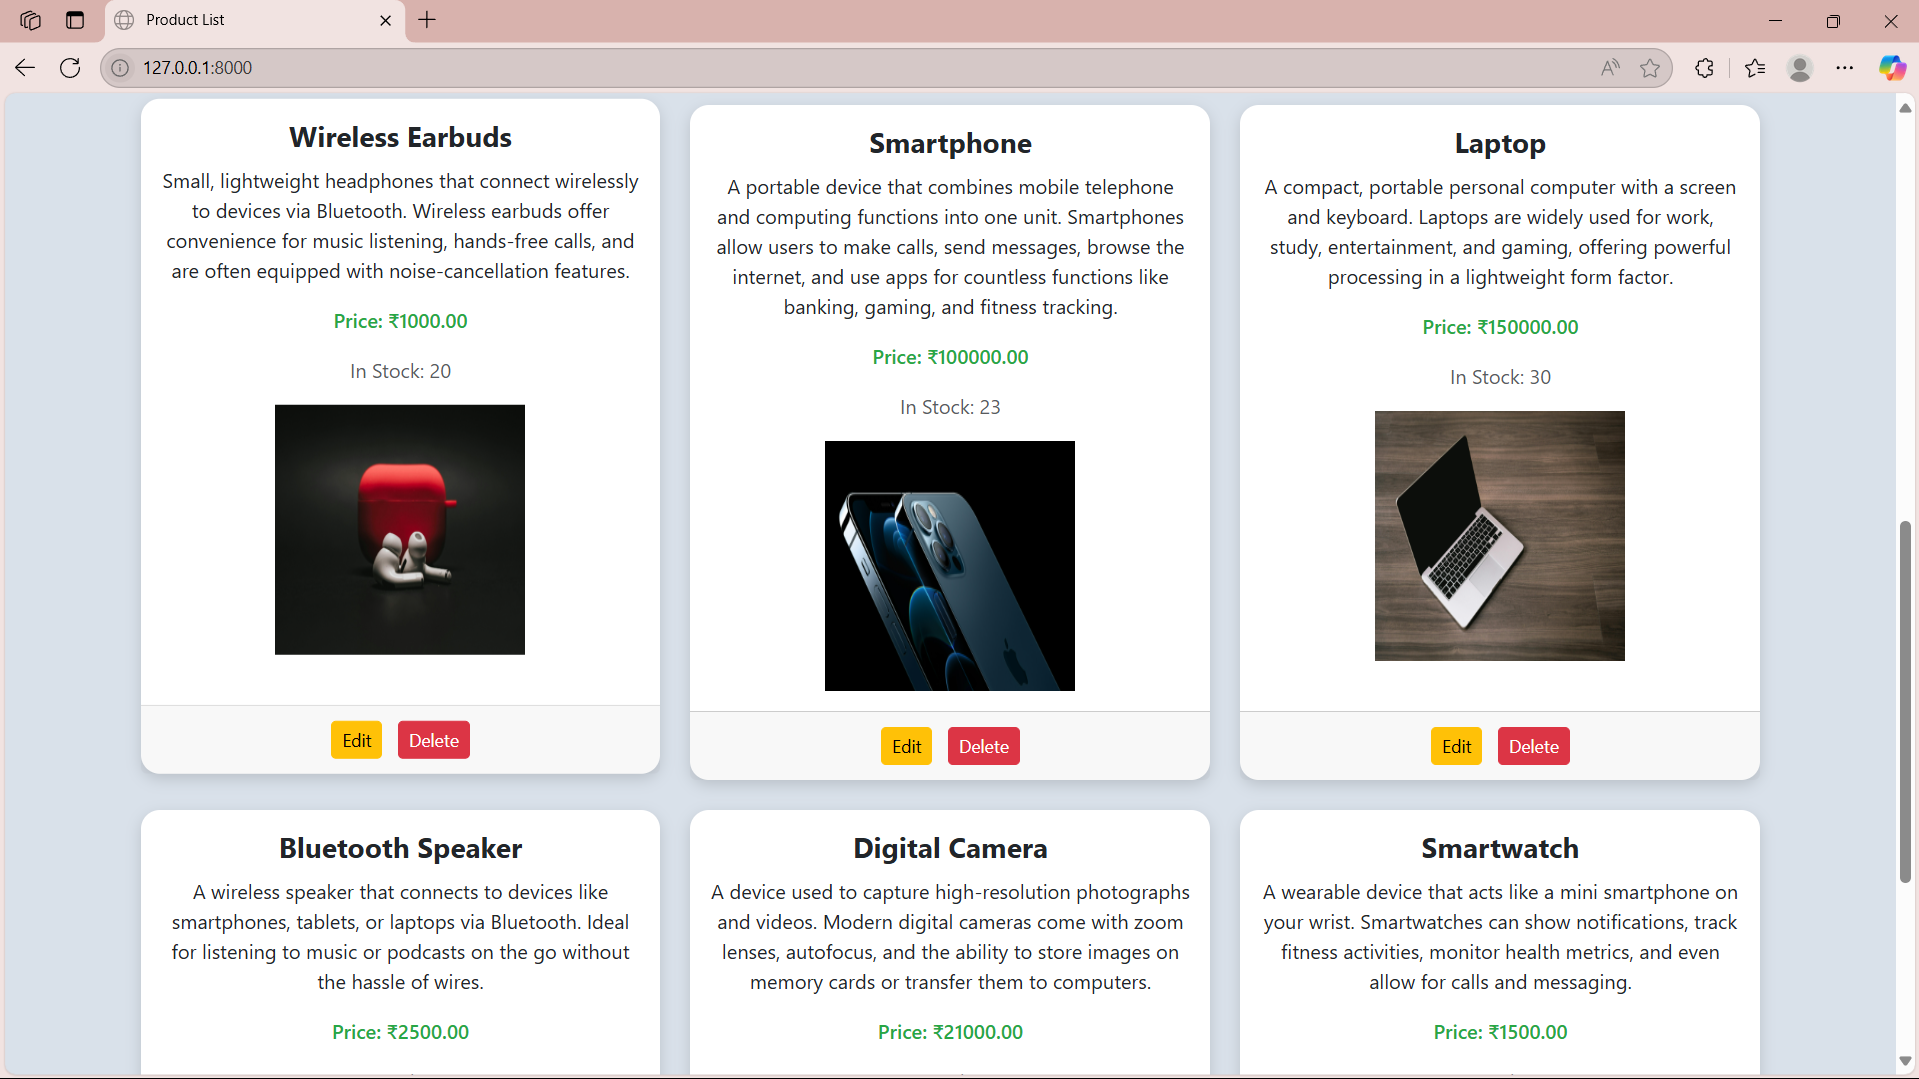 Product List
127.0.0.1:8000
Wireless Earbuds
Small, lightweight headphones that connect wirelessly
to devices via Bluetooth. Wireless earbuds offer
convenience for music listening, hands-free calls, and
are often equipped with noise-cancellation features.
Price: ₹1000.00
In Stock: 20
Edit
Delete
Smartphone
A portable device that combines mobile telephone
and computing functions into one unit. Smartphones
allow users to make calls, send messages, browse the
internet, and use apps for countless functions like
banking, gaming, and fitness tracking.
Price: ₹100000.00
In Stock: 23
Edit
Delete
Laptop
A compact, portable personal computer with a screen
and keyboard. Laptops are widely used for work,
study, entertainment, and gaming, offering powerful
processing in a lightweight form factor.
Price: ₹150000.00
In Stock: 30
Edit
Delete
Bluetooth Speaker
A wireless speaker that connects to devices like
smartphones, tablets, or laptops via Bluetooth. Ideal
for listening to music or podcasts on the go without
the hassle of wires.
Price: ₹2500.00
Digital Camera
A device used to capture high-resolution photographs
and videos. Modern digital cameras come with zoom
lenses, autofocus, and the ability to store images on
memory cards or transfer them to computers.
Price: ₹21000.00
Smartwatch
A wearable device that acts like a mini smartphone on
your wrist. Smartwatches can show notifications, track
fitness activities, monitor health metrics, and even
allow for calls and messaging.
Price: ₹1500.00